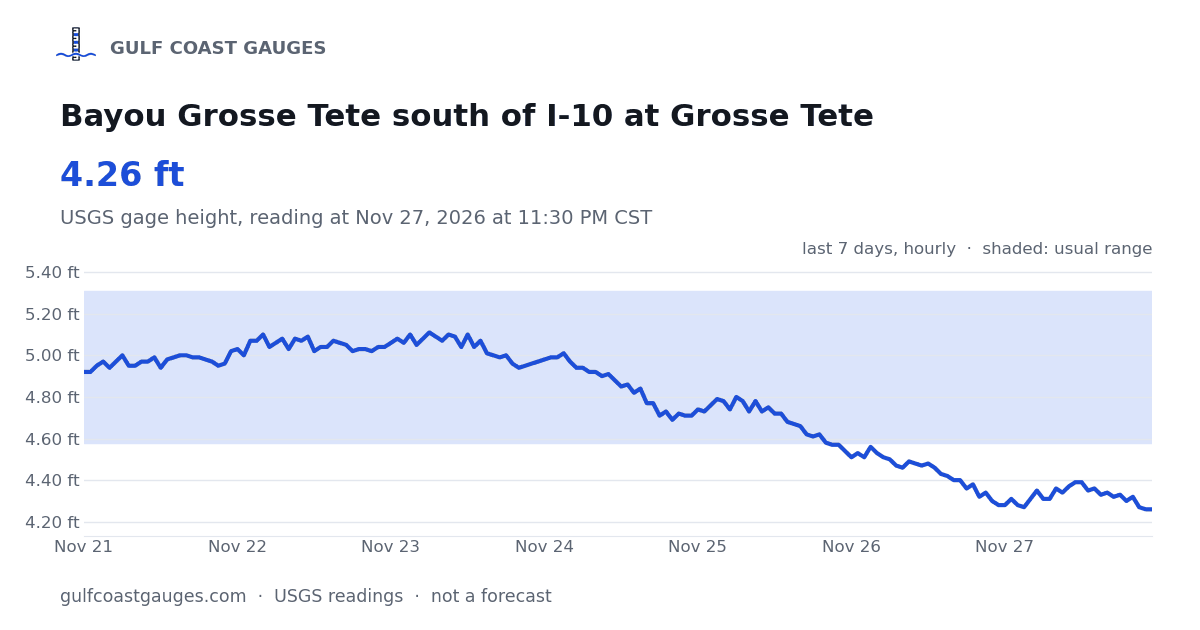 GULF COAST GAUGES
Bayou Grosse Tete south of I-10 at Grosse Tete
4.26 ft
USGS gage height, reading at Nov 27, 2026 at 11:30 PM CST
last 7 days, hourly · shaded: usual range
5.40 ft
5.20 ft
5.00 ft
4.80 ft
4.60 ft
4.40 ft
4.20 ft
Nov 21 Nov 22 Nov 23 Nov 24 Nov 25 Nov 26 Nov 27
gulfcoastgauges.com · USGS readings · not a forecast